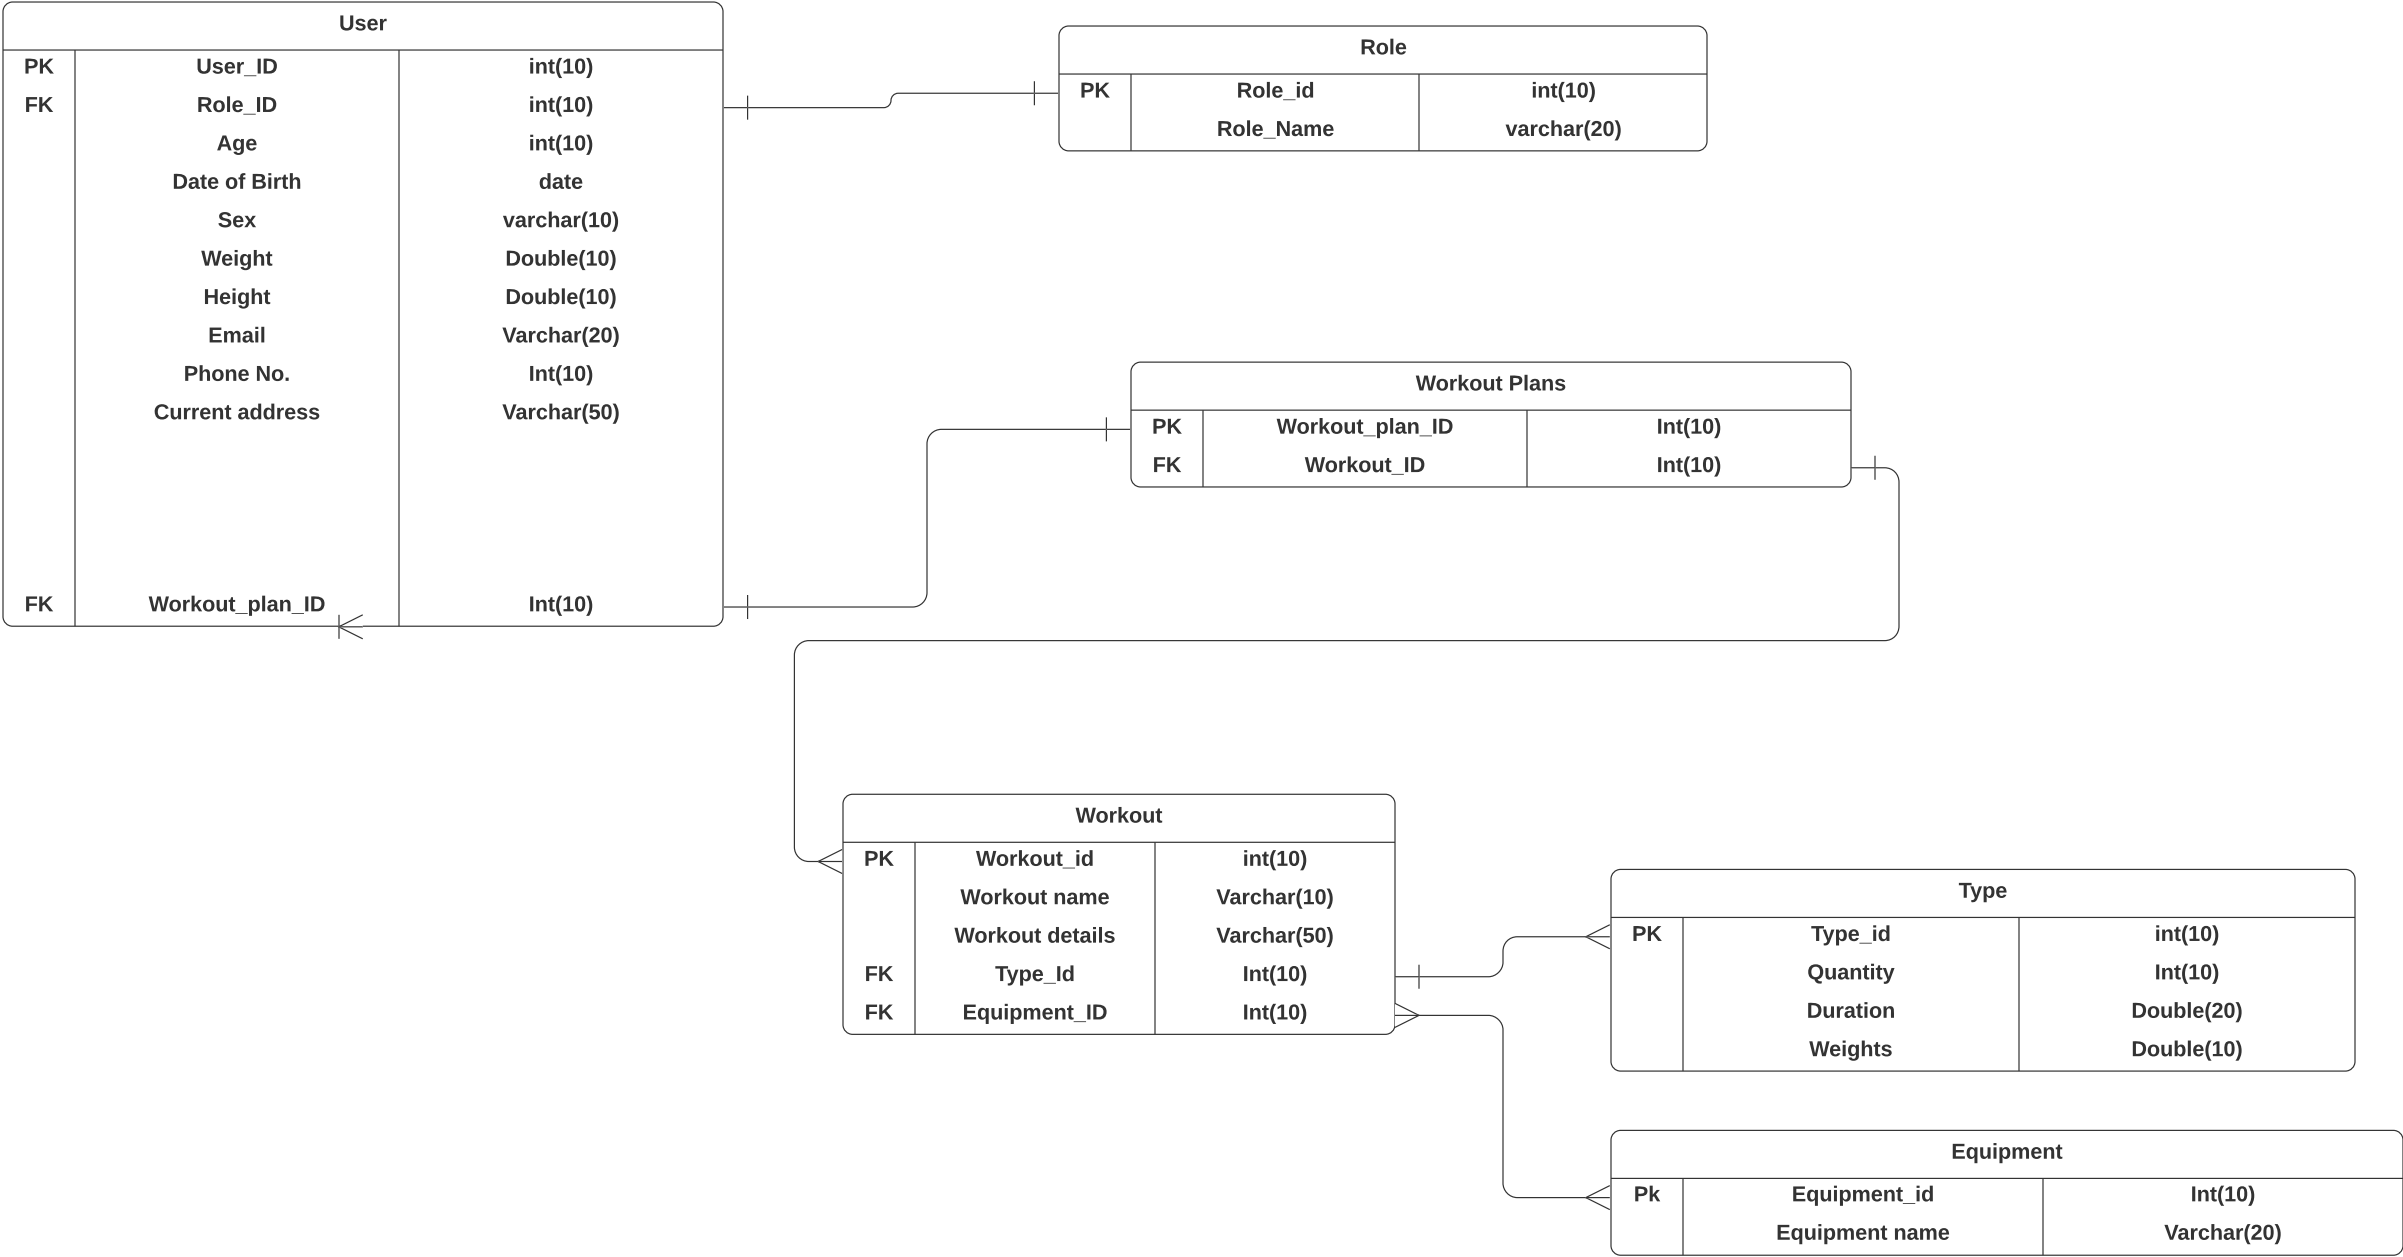 User
PK User_ID int(10)
FK Role_ID int(10)
Age int(10)
Date of Birth date
Sex varchar(10)
Weight Double(10)
Height Double(10)
Email Varchar(20)
Phone No. Int(10)
Current address Varchar(50)
FK Workout_plan_ID Int(10)
Role
PK Role_id int(10)
Role_Name varchar(20)
Workout Plans
PK Workout_plan_ID Int(10)
FK Workout_ID Int(10)
Workout
PK Workout_id int(10)
Workout name Varchar(10)
Workout details Varchar(50)
FK Type_Id Int(10)
FK Equipment_ID Int(10)
Type
PK Type_id int(10)
Quantity Int(10)
Duration Double(20)
Weights Double(10)
Equipment
Pk Equipment_id Int(10)
Equipment name Varchar(20)